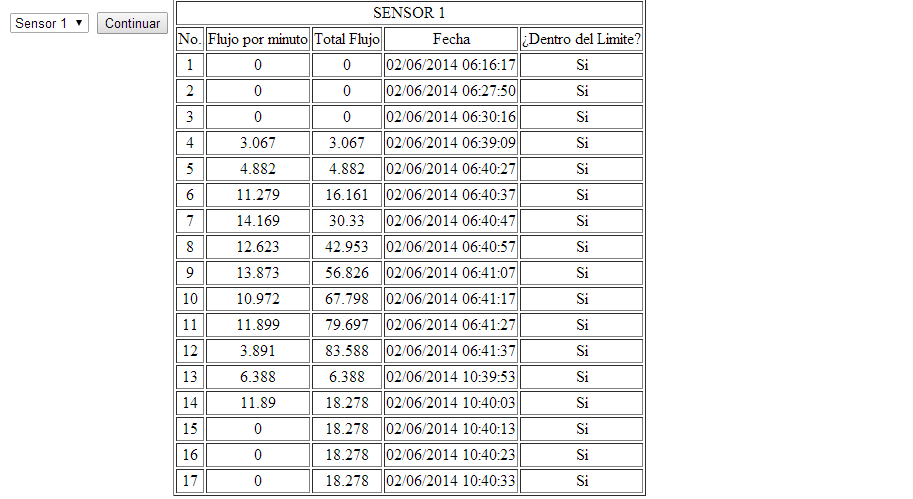 Sensor 1 Continuar
SENSOR 1
No. Flujo por minuto Total Flujo Fecha ¿Dentro del Limite?
1 0 0 02/06/2014 06:16:17 Si
2 0 0 02/06/2014 06:27:50 Si
3 0 0 02/06/2014 06:30:16 Si
4 3.067 3.067 02/06/2014 06:39:09 Si
5 4.882 4.882 02/06/2014 06:40:27 Si
6 11.279 16.161 02/06/2014 06:40:37 Si
7 14.169 30.33 02/06/2014 06:40:47 Si
8 12.623 42.953 02/06/2014 06:40:57 Si
9 13.873 56.826 02/06/2014 06:41:07 Si
10 10.972 67.798 02/06/2014 06:41:17 Si
11 11.899 79.697 02/06/2014 06:41:27 Si
12 3.891 83.588 02/06/2014 06:41:37 Si
13 6.388 6.388 02/06/2014 10:39:53 Si
14 11.89 18.278 02/06/2014 10:40:03 Si
15 0 18.278 02/06/2014 10:40:13 Si
16 0 18.278 02/06/2014 10:40:23 Si
17 0 18.278 02/06/2014 10:40:33 Si